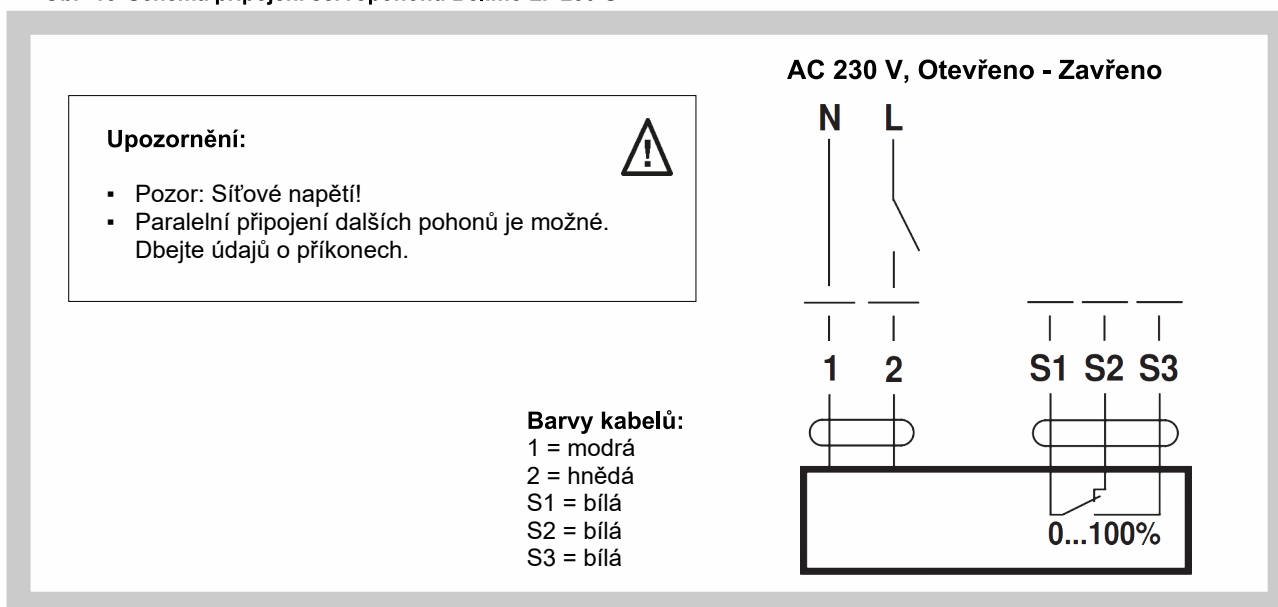 AC 230 V, Otevřeno - Zavřeno
N L
Upozornění:
▪ Pozor: Síťové napětí!
▪ Paralelní připojení dalších pohonů je možné.
Dbejte údajů o příkonech.
1 2 S1 S2 S3
Barvy kabelů:
1 = modrá
2 = hnědá
S1 = bílá
S2 = bílá
S3 = bílá
0...100%